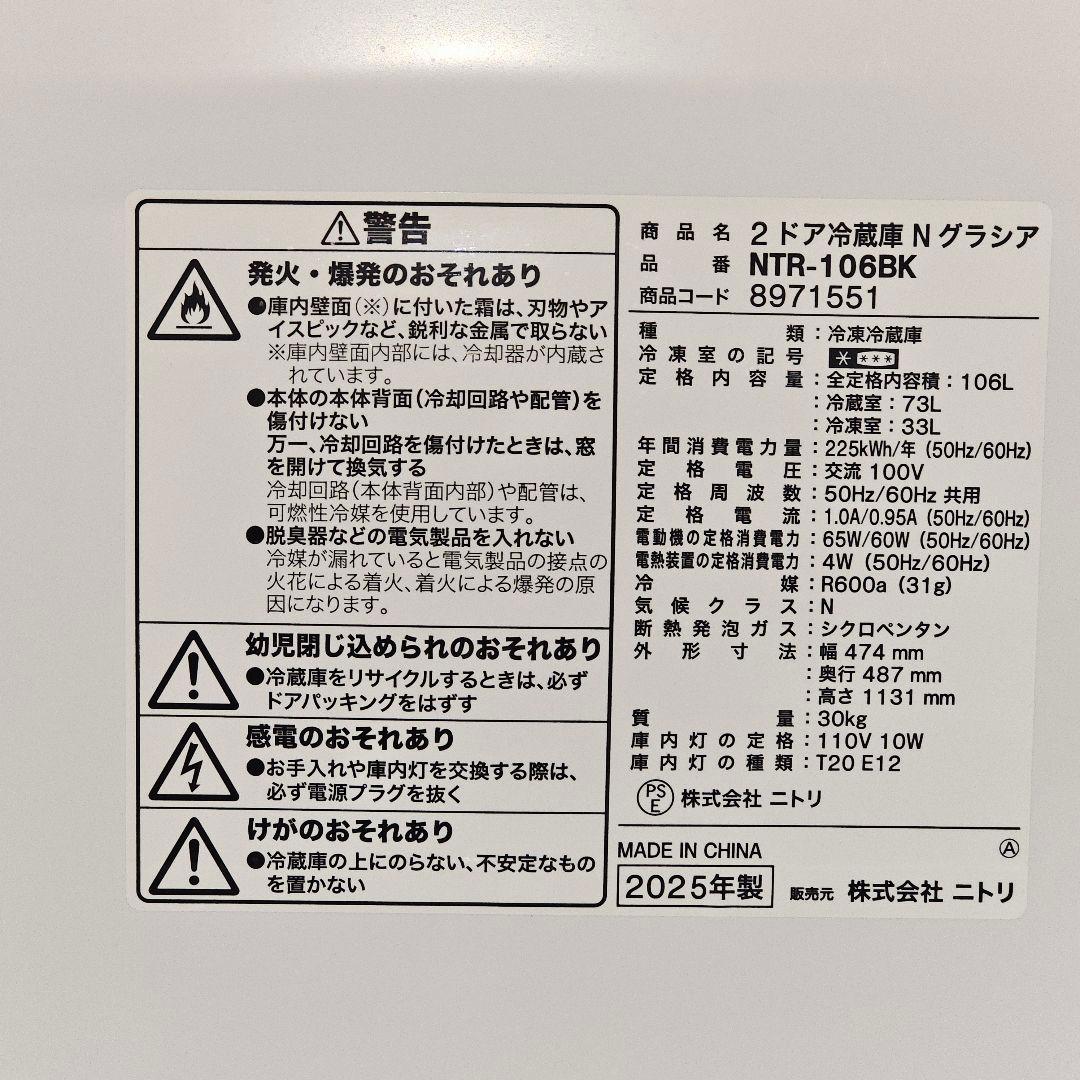 ⚠警告
発火・爆発のおそれあり
●庫内壁面(※)に付いた霜は、刃物やア
イスピックなど、鋭利な金属で取らない
※庫内壁面内部には、冷却器が内蔵さ
れています。
●本体の本体背面(冷却回路や配管)を
傷付けない
万一、冷却回路を傷付けたときは、窓
を開けて換気する
冷却回路(本体背面内部)や配管は、
可燃性冷媒を使用しています。
●脱臭器などの電気製品を入れない
冷媒が漏れていると電気製品の接点の
火花による着火、着火による爆発の原
因になります。
幼児閉じ込められのおそれあり
●冷蔵庫をリサイクルするときは、必ず
ドアパッキングをはずす
感電のおそれあり
●お手入れや庫内灯を交換する際は、
必ず電源プラグを抜く
けがのおそれあり
●冷蔵庫の上にのらない、不安定なもの
を置かない
商品名 2ドア冷蔵庫 N グラシア
品番 NTR-106BK
商品コード 8971551
種類:冷凍冷蔵庫
冷凍室の記号 * ***
定格内容量:全定格内容積:106L
:冷蔵室:73L
:冷凍室:33L
年間消費電力量:225kWh/年 (50Hz/60Hz)
定格電圧:交流 100V
定格周波数:50Hz/60Hz 共用
定格電流:1.0A/0.95A (50Hz/60Hz)
電動機の定格消費電力:65W/60W (50Hz/60Hz)
電熱装置の定格消費電力:4W (50Hz/60Hz)
冷媒:R600a (31g)
気候クラス:N
断熱発泡ガス:シクロペンタン
外形寸法:幅 474 mm
:奥行 487 mm
:高さ 1131 mm
質量:30kg
庫内灯の定格:110V 10W
庫内灯の種類:T20 E12
PSE 株式会社 ニトリ
MADE IN CHINA Ⓐ
2025年製 販売元 株式会社 ニトリ